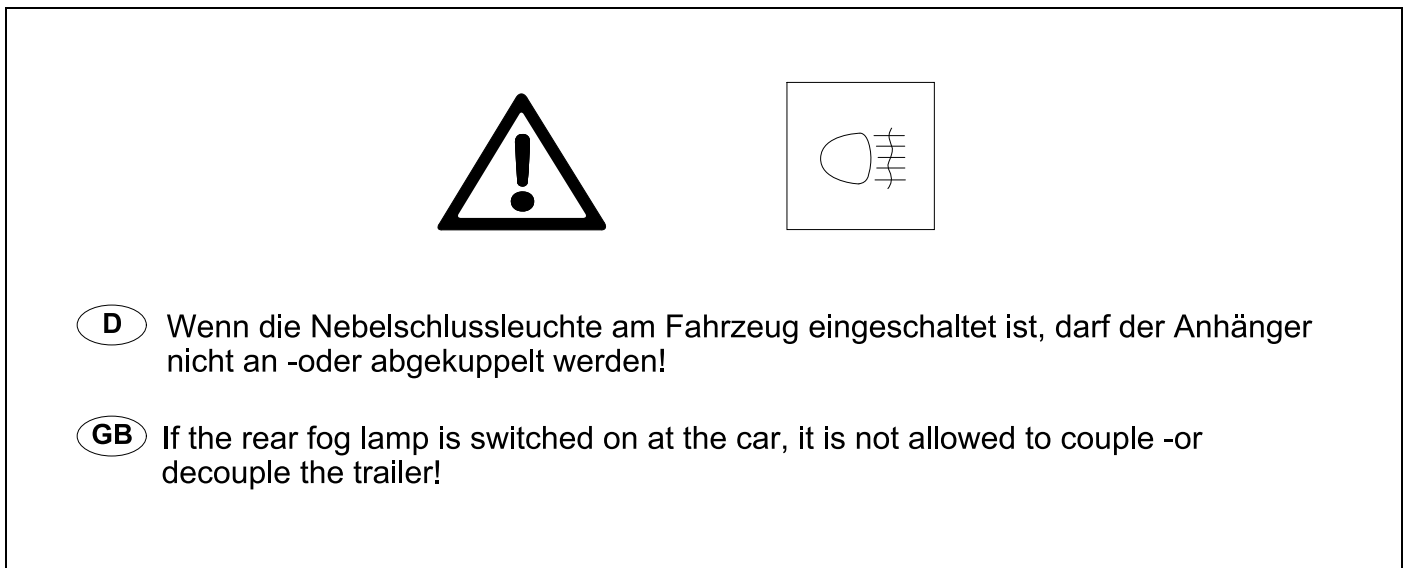 D Wenn die Nebelschlussleuchte am Fahrzeug eingeschaltet ist, darf der Anhänger
nicht an -oder abgekuppelt werden!
GB If the rear fog lamp is switched on at the car, it is not allowed to couple -or
decouple the trailer!